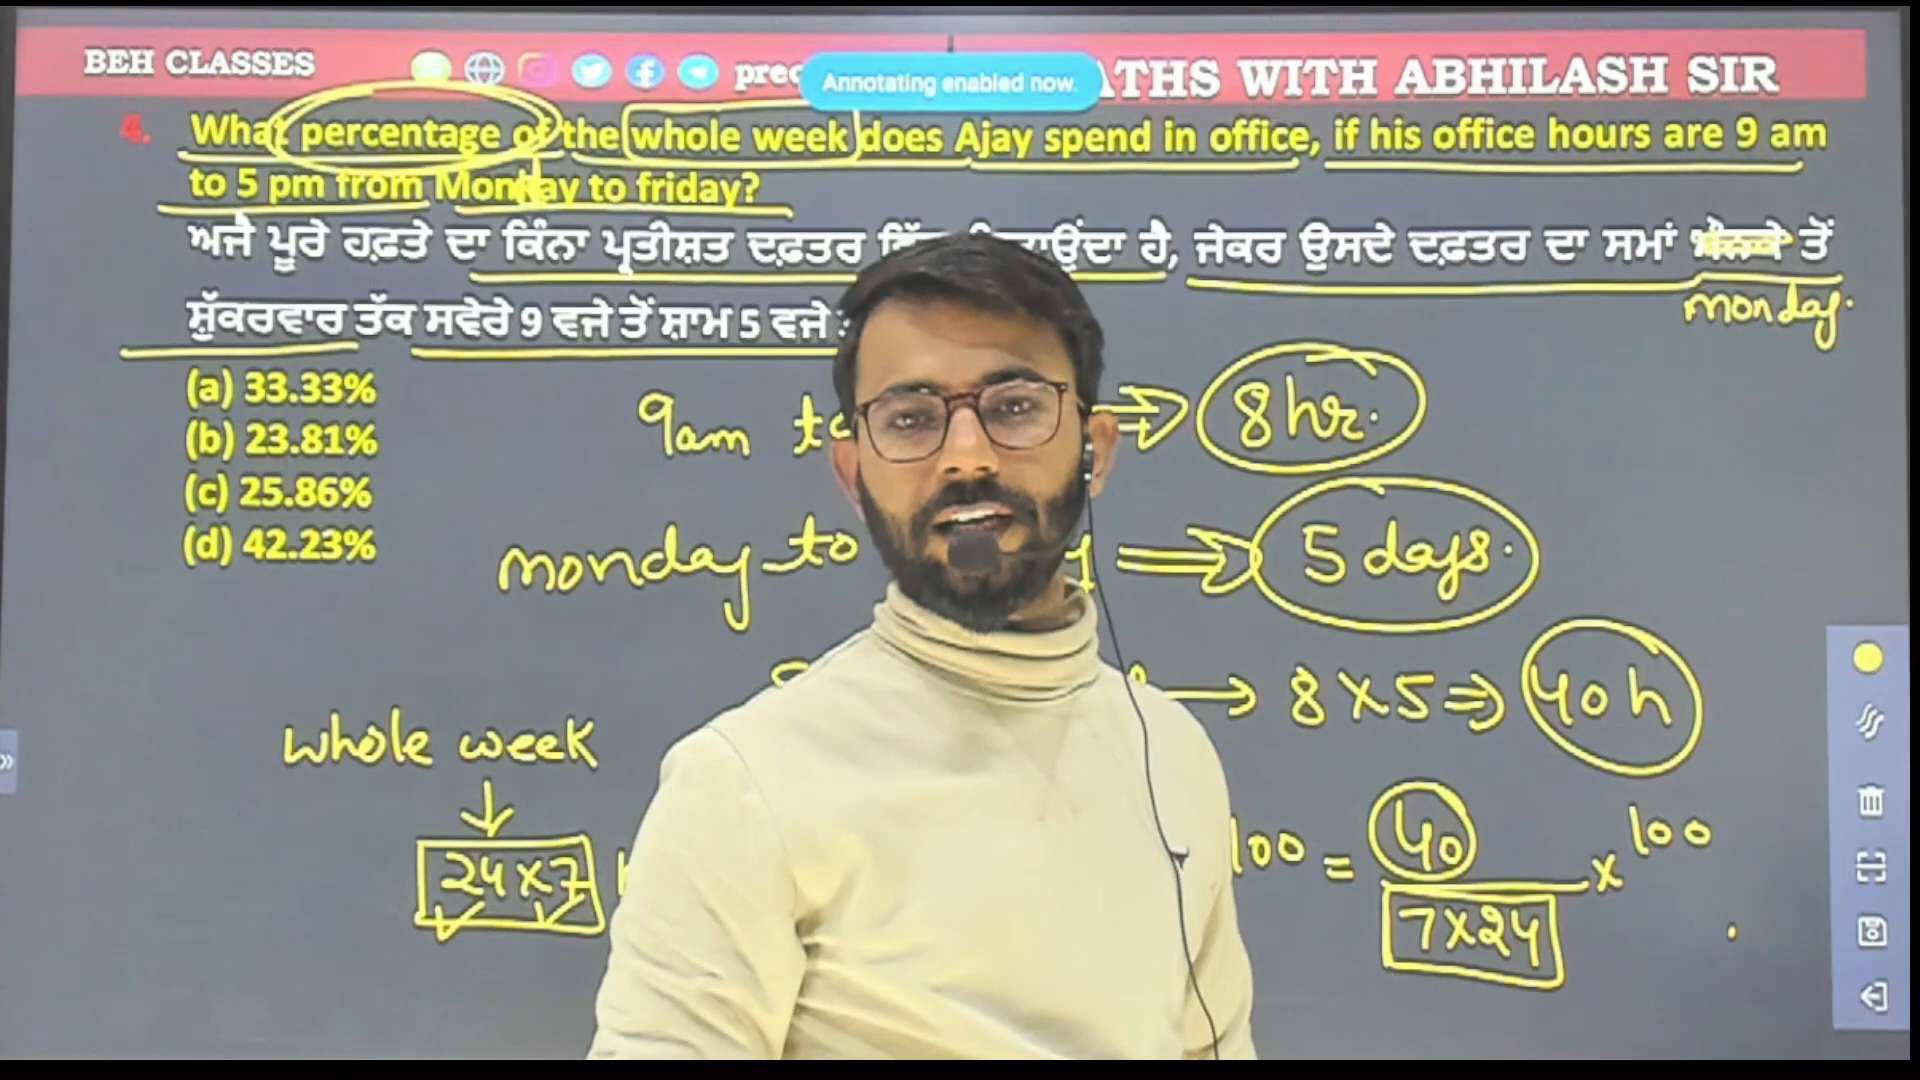 BEH CLASSES
Annotating enabled now.
ATHS WITH ABHILASH SIR
4. What percentage of the whole week does Ajay spend in office, if his office hours are 9 am
to 5 pm from Monday to friday?
ਅਜੈ ਪੂਰੇ ਹਫ਼ਤੇ ਦਾ ਕਿੰਨਾ ਪ੍ਰਤੀਸ਼ਤ ਦਫ਼ਤਰ ਹੈ, ਜੇਕਰ ਉਸਦੇ ਦਫ਼ਤਰ ਦਾ ਸਮਾਂ ਤੋਂ
monday.
ਸ਼ੁੱਕਰਵਾਰ ਤੱਕ ਸਵੇਰੇ 9 ਵਜੇ ਤੋਂ ਸ਼ਾਮ 5 ਵਜੇ
(a) 33.33%
(b) 23.81%
(c) 25.86%
(d) 42.23%
9am to ⇒ 8hr.
monday to y ⇒ 5 days.
→ 8 × 5 ⇒ 40 h
whole week
↓
24 × 7
100 = 40 / 7×24 × 100